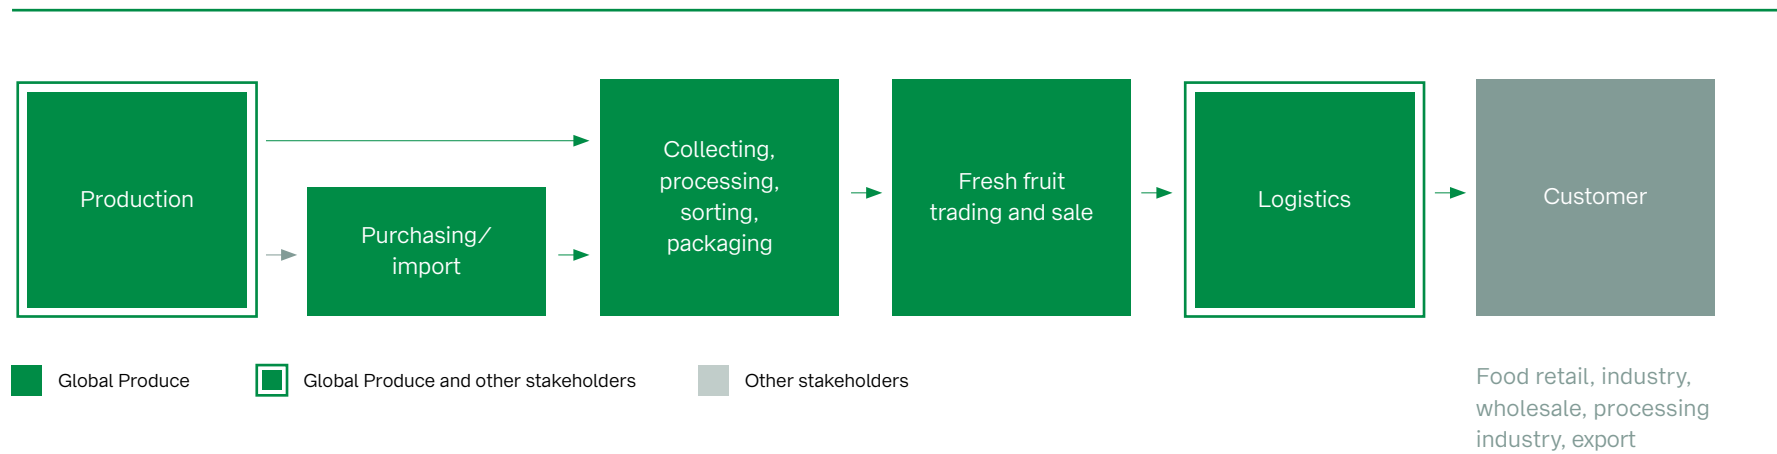 Production
Purchasing/
import
Collecting,
processing,
sorting,
packaging
Fresh fruit
trading and sale
Logistics
Customer
Global Produce
Global Produce and other stakeholders
Other stakeholders
Food retail, industry,
wholesale, processing
industry, export